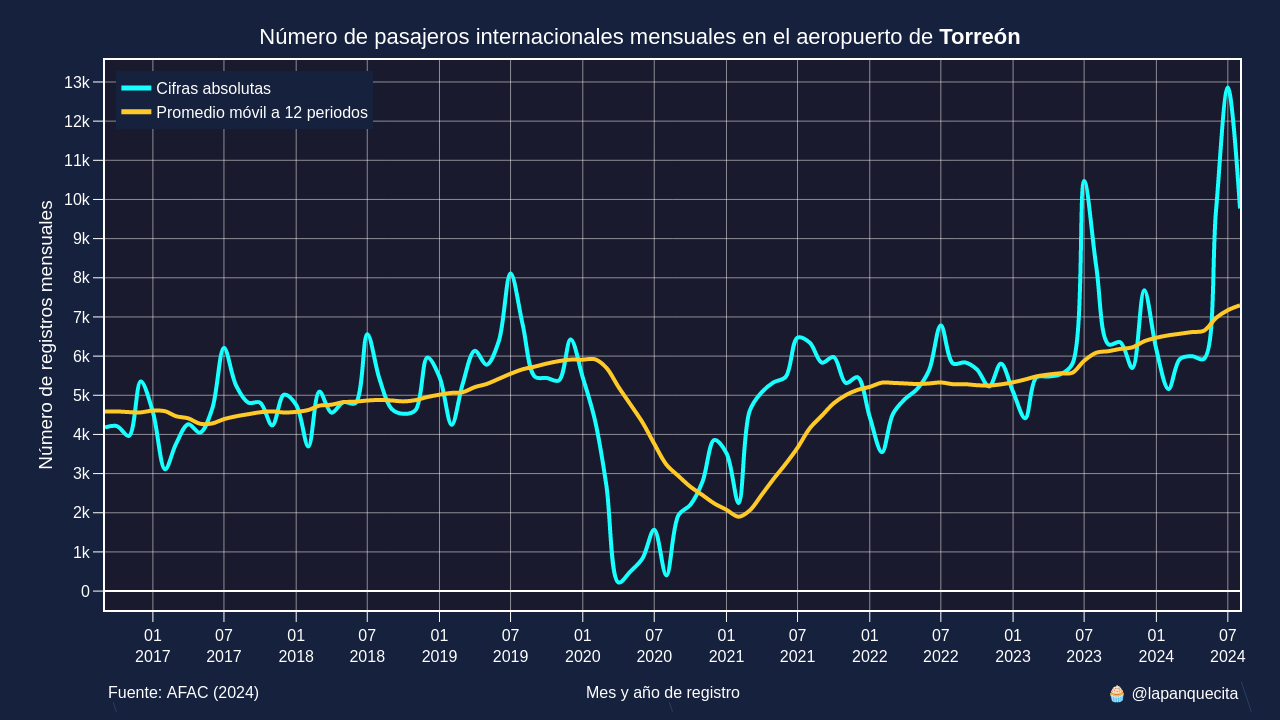 Número de pasajeros internacionales mensuales en el aeropuerto de Torreón
Cifras absolutas
Promedio móvil a 12 periodos
Número de registros mensuales
13k
12k
11k
10k
9k
8k
7k
6k
5k
4k
3k
2k
1k
0
01 07 01 07 01 07 01 07 01 07 01 07 01 07 01 07
2017 2017 2018 2018 2019 2019 2020 2020 2021 2021 2022 2022 2023 2023 2024 2024
Fuente: AFAC (2024) Mes y año de registro 🧁 @lapanquecita